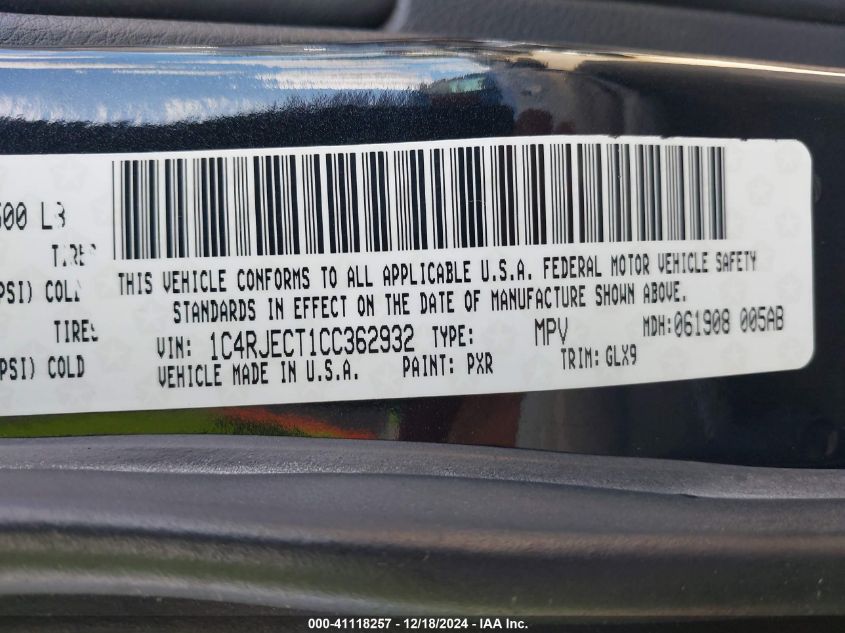 500 LB
TIRE
THIS VEHICLE CONFORMS TO ALL APPLICABLE U.S.A. FEDERAL MOTOR VEHICLE SAFETY
PSI) COLD
STANDARDS IN EFFECT ON THE DATE OF MANUFACTURE SHOWN ABOVE.
TIRES
VIN: 1C4RJECT1CC362932 TYPE: MPV MDH:061908 005AB
PSI) COLD
VEHICLE MADE IN U.S.A. PAINT: PXR TRIM: GLX9
000-41118257 - 12/18/2024 - IAA Inc.